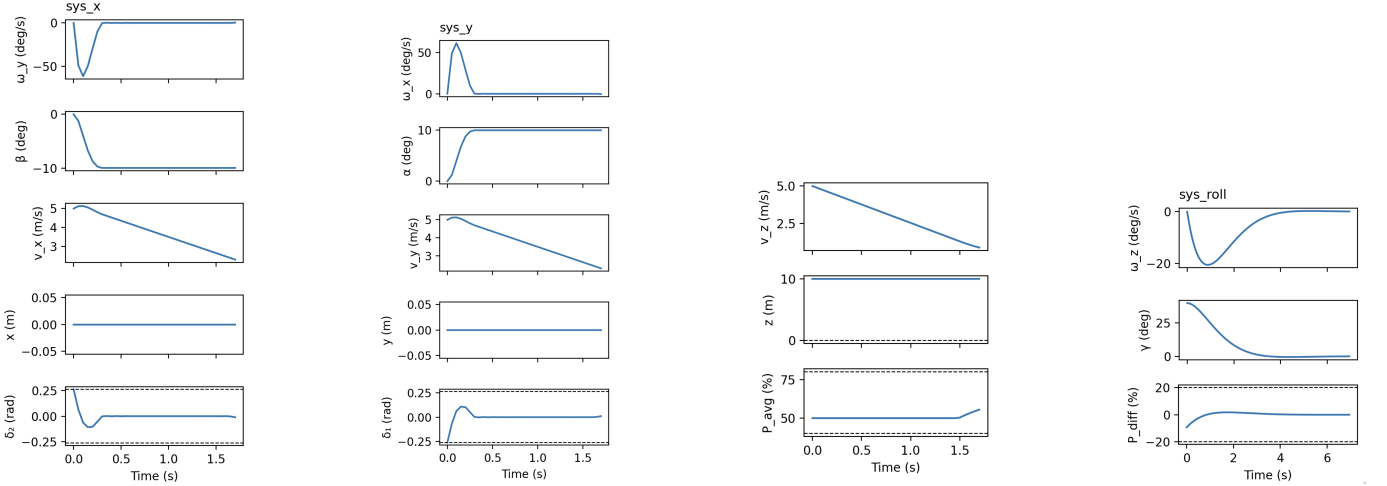 sys_x
0
−50
ω_y (deg/s)
0
−10
β (deg)
5
4
3
v_x (m/s)
0.05
0.00
−0.05
x (m)
0.25
0.00
−0.25
δ₂ (rad)
0.0 0.5 1.0 1.5
Time (s)
sys_y
50
0
ω_x (deg/s)
10
0
α (deg)
5
4
3
v_y (m/s)
0.05
0.00
−0.05
y (m)
0.25
0.00
−0.25
δ₁ (rad)
0.0 0.5 1.0 1.5
Time (s)
5.0
2.5
v_z (m/s)
10
0
z (m)
75
50
P_avg (%)
0.0 0.5 1.0 1.5
Time (s)
sys_roll
0
−20
ω_z (deg/s)
25
0
γ (deg)
20
0
−20
P_diff (%)
0 2 4 6
Time (s)